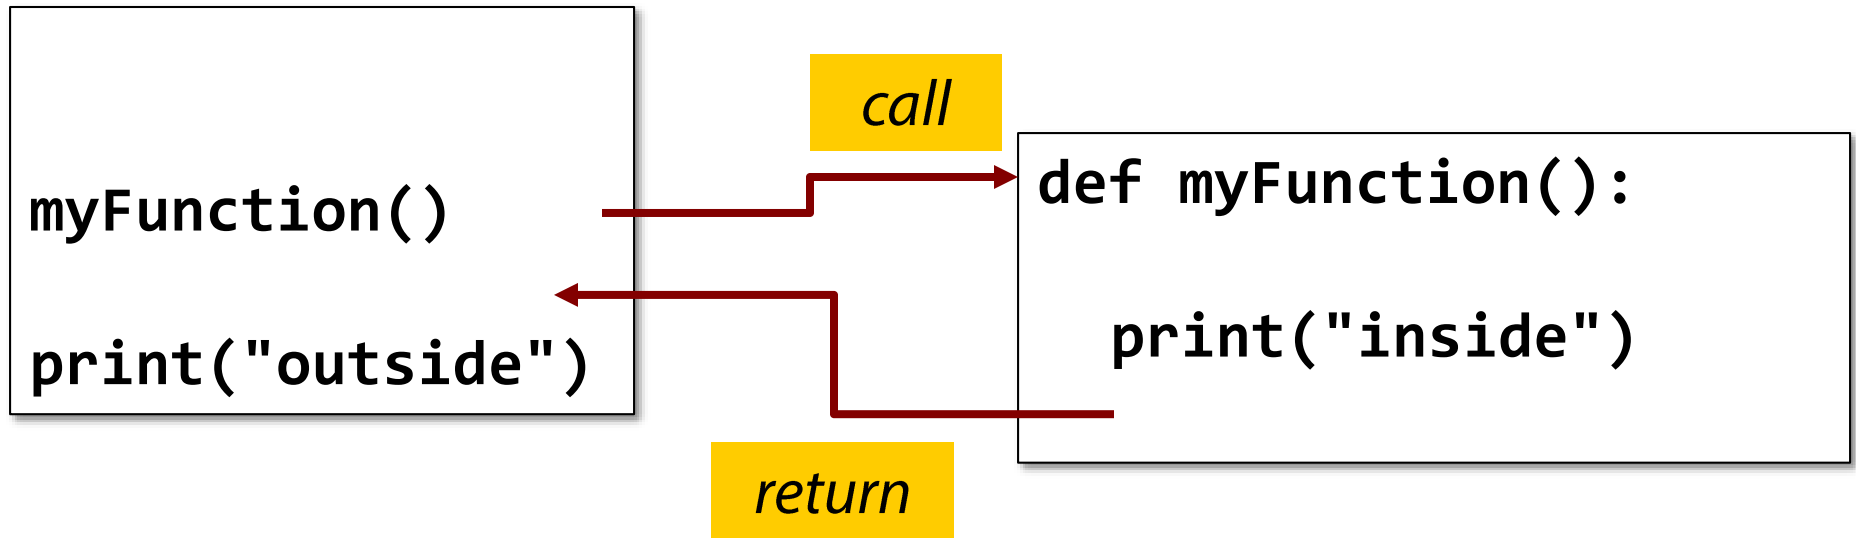 myFunction()
print("outside")
call
def myFunction():
print("inside")
return